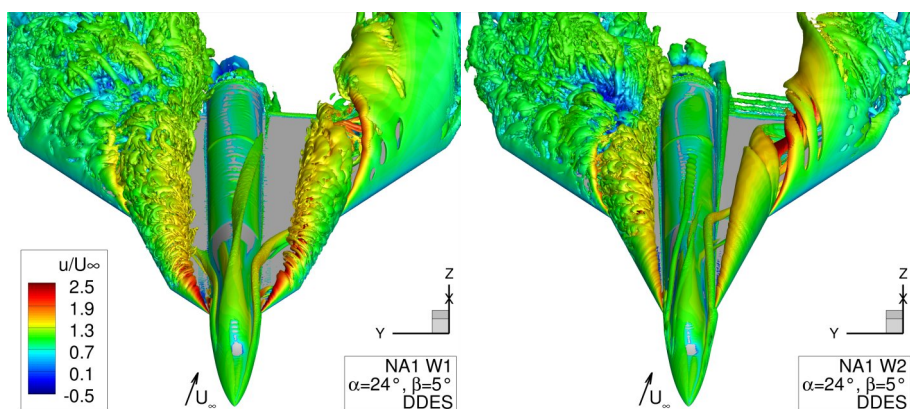 u/U∞
2.5
1.9
1.3
0.7
0.1
-0.5
U∞
Z
X
Y
NA1 W1
α=24°, β=5°
DDES
U∞
Z
X
Y
NA1 W2
α=24°, β=5°
DDES